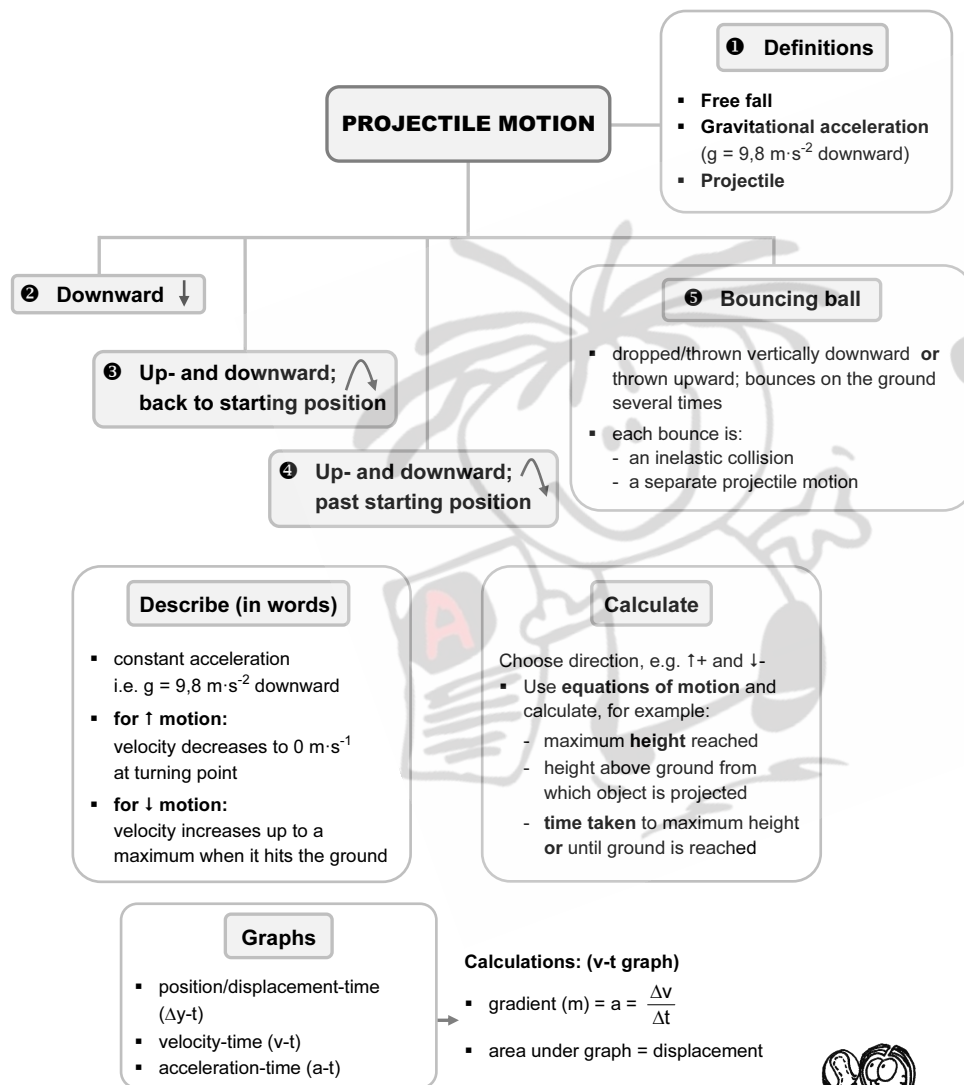 ❶ Definitions
PROJECTILE MOTION
▪ Free fall
▪ Gravitational acceleration
(g = 9,8 m·s⁻² downward)
▪ Projectile
❷ Downward ↓
❸ Up- and downward;
back to starting position
❹ Up- and downward;
past starting position
❺ Bouncing ball
▪ dropped/thrown vertically downward or
thrown upward; bounces on the ground
several times
▪ each bounce is:
- an inelastic collision
- a separate projectile motion
Describe (in words)
▪ constant acceleration
i.e. g = 9,8 m·s⁻² downward
▪ for ↑ motion:
velocity decreases to 0 m·s⁻¹
at turning point
▪ for ↓ motion:
velocity increases up to a
maximum when it hits the ground
A
Calculate
Choose direction, e.g. ↑+ and ↓-
▪ Use equations of motion and
calculate, for example:
- maximum height reached
- height above ground from
which object is projected
- time taken to maximum height
or until ground is reached
Graphs
▪ position/displacement-time
(Δy-t)
▪ velocity-time (v-t)
▪ acceleration-time (a-t)
Calculations: (v-t graph)
▪ gradient (m) = a = Δv/Δt
▪ area under graph = displacement